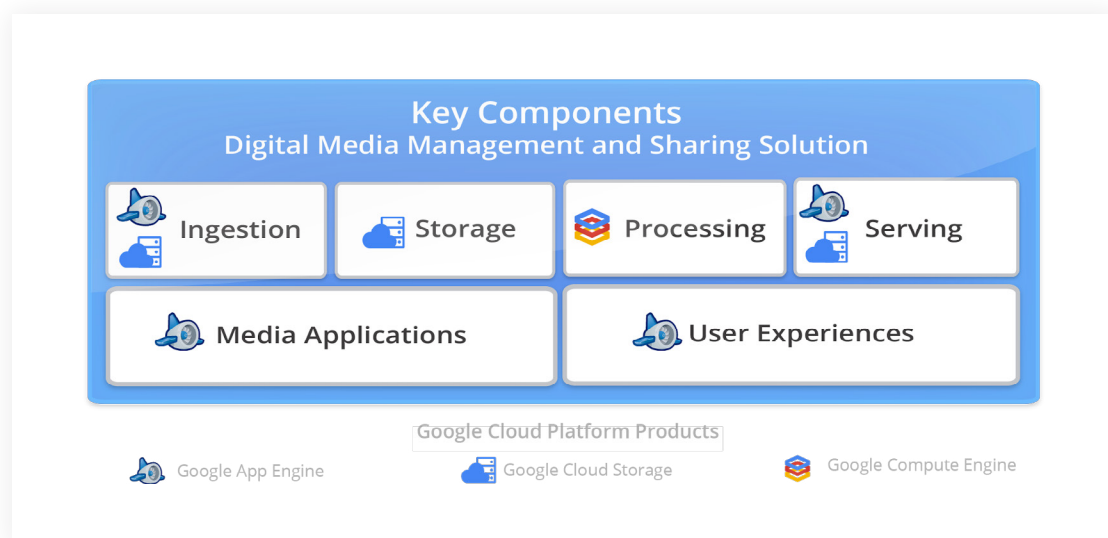 Key Components
Digital Media Management and Sharing Solution
Ingestion
Storage
Processing
Serving
Media Applications
User Experiences
Google Cloud Platform Products
Google App Engine
Google Cloud Storage
Google Compute Engine